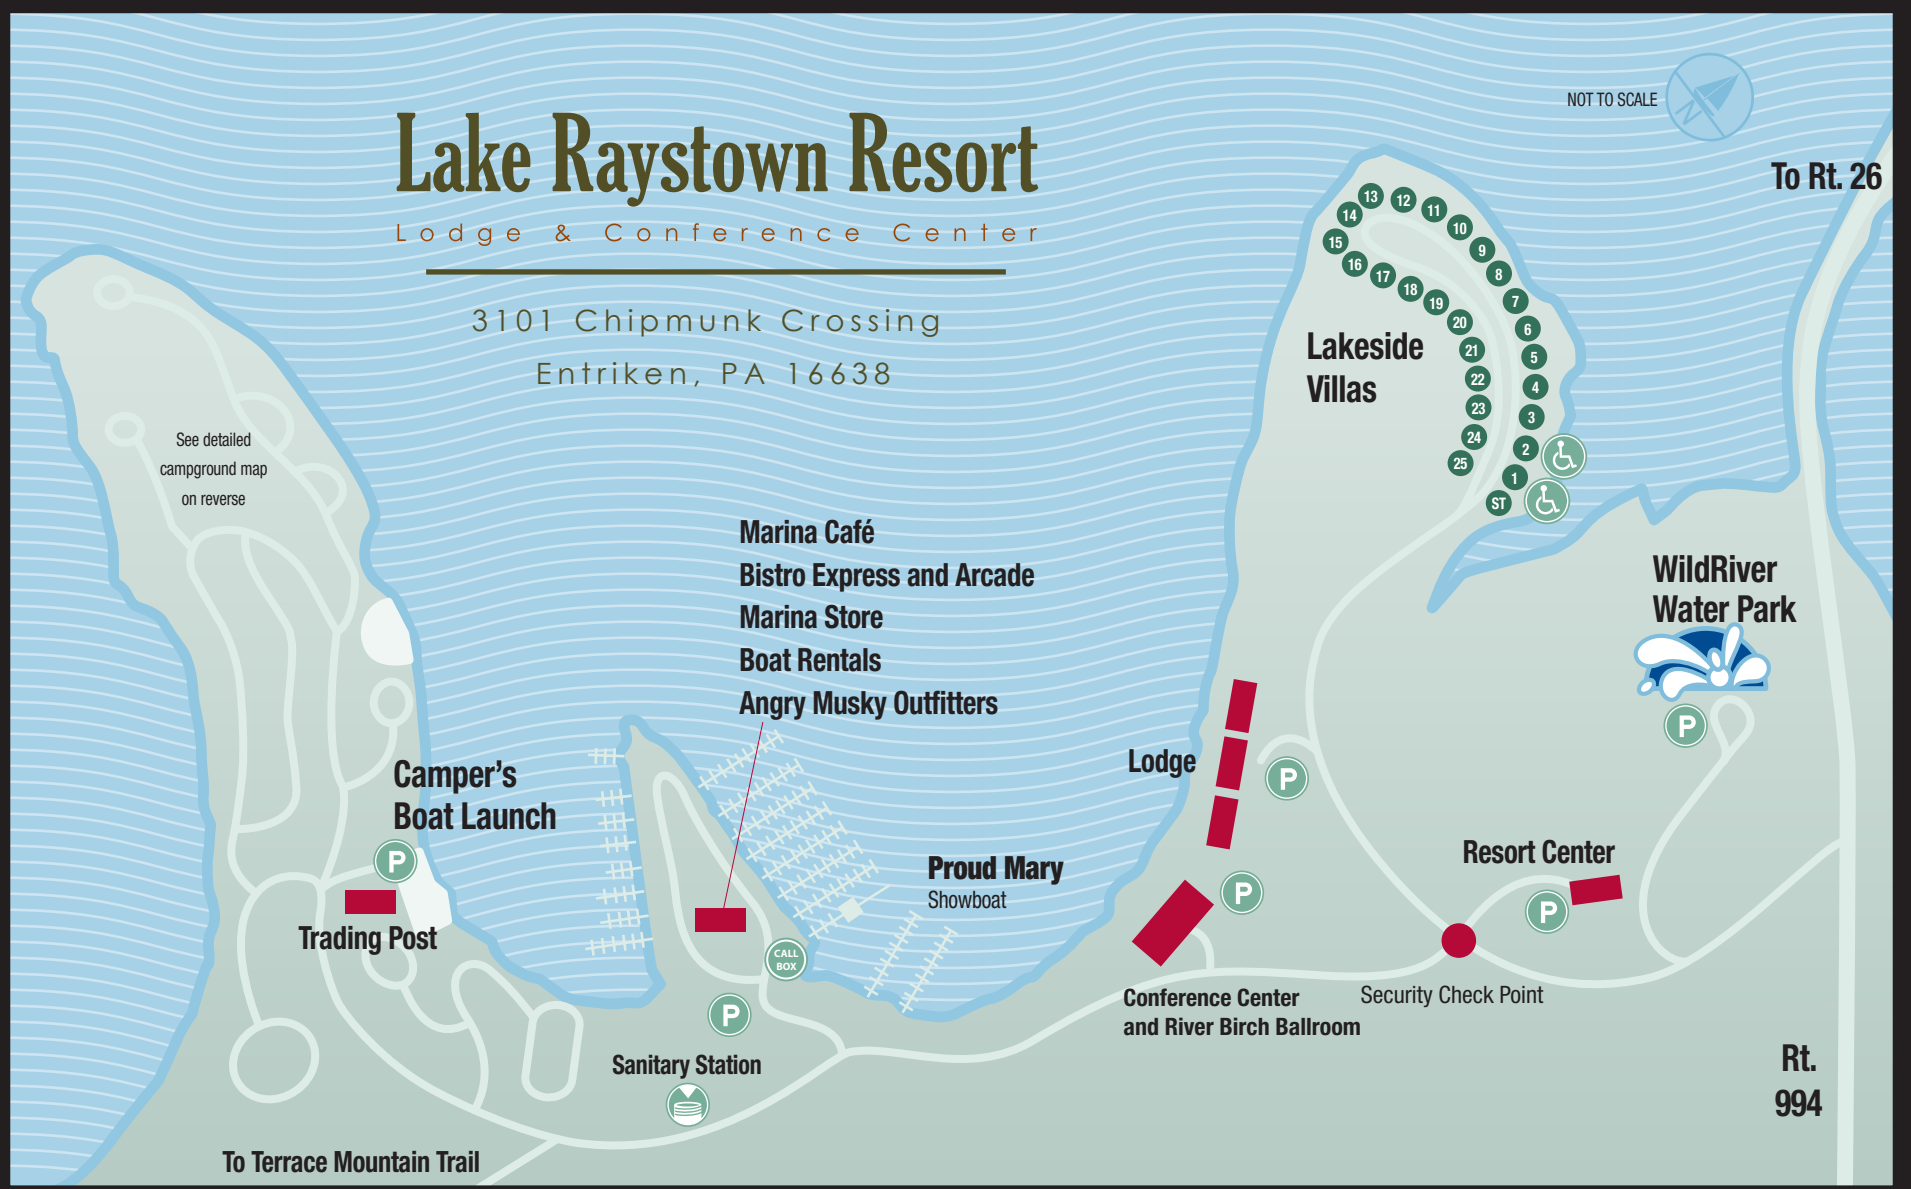 Lake Raystown Resort
Lodge & Conference Center
3101 Chipmunk Crossing
Entriken, PA 16638
NOT TO SCALE
N
To Rt. 26
13
12
11
10
9
8
7
6
5
4
3
2
1
ST
14
15
16
17
18
19
20
21
22
23
24
25
Lakeside
Villas
See detailed
campground map
on reverse
Marina Café
Bistro Express and Arcade
Marina Store
Boat Rentals
Angry Musky Outfitters
WildRiver
Water Park
P
Camper's
Boat Launch
P
Trading Post
Lodge
P
P
Proud Mary
Showboat
Resort Center
P
CALL
BOX
P
Conference Center
and River Birch Ballroom
Security Check Point
Sanitary Station
Rt.
994
To Terrace Mountain Trail